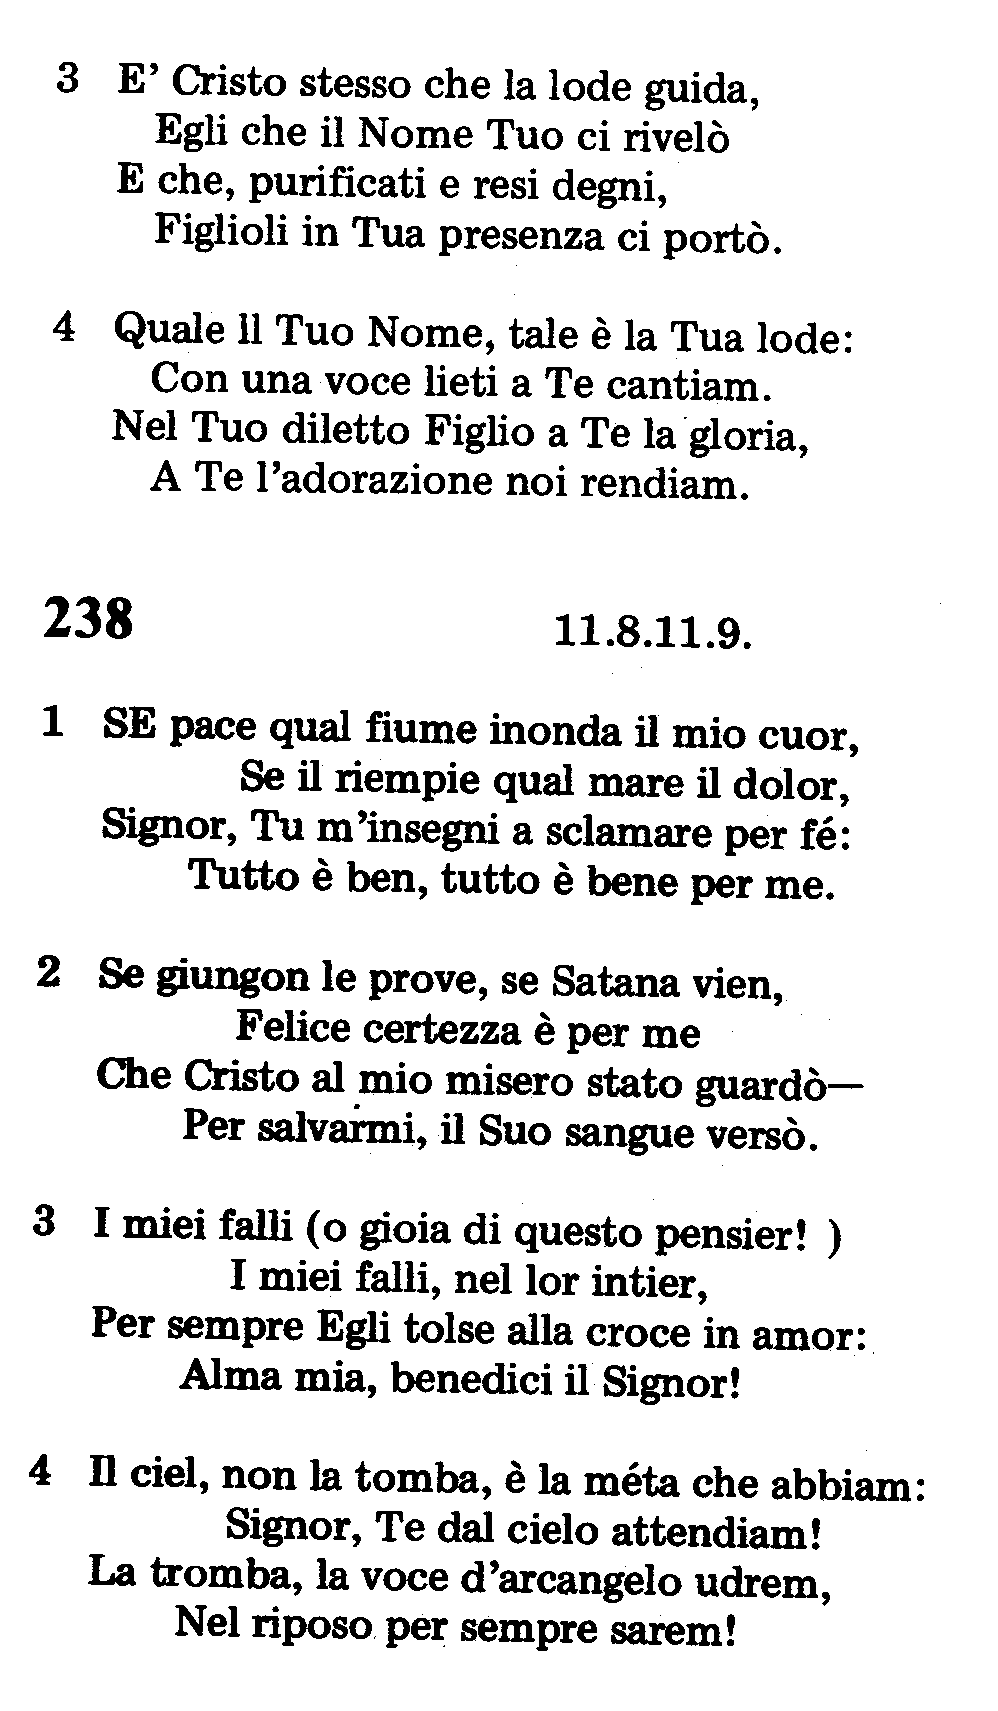 3 E’ Cristo stesso che la lode guida,
Egli che il Nome Tuo ci rivelò
E che, purificati e resi degni,
Figlioli in Tua presenza ci portò.
4 Quale ll Tuo Nome, tale è la Tua lode:
Con una voce lieti a Te cantiam.
Nel Tuo diletto Figlio a Te la gloria,
A Te l’adorazione noi rendiam.
238 11.8.11.9.
1 SE pace qual fiume inonda il mio cuor,
Se il riempie qual mare il dolor,
Signor, Tu m’insegni a sclamare per fé:
Tutto è ben, tutto è bene per me.
2 Se giungon le prove, se Satana vien,
Felice certezza è per me
Che Cristo al mio misero stato guardò—
Per salvarmi, il Suo sangue versò.
3 I miei falli (o gioia di questo pensier! )
I miei falli, nel lor intier,
Per sempre Egli tolse alla croce in amor:
Alma mia, benedici il Signor!
4 Il ciel, non la tomba, è la méta che abbiam:
Signor, Te dal cielo attendiam!
La tromba, la voce d’arcangelo udrem,
Nel riposo per sempre sarem!